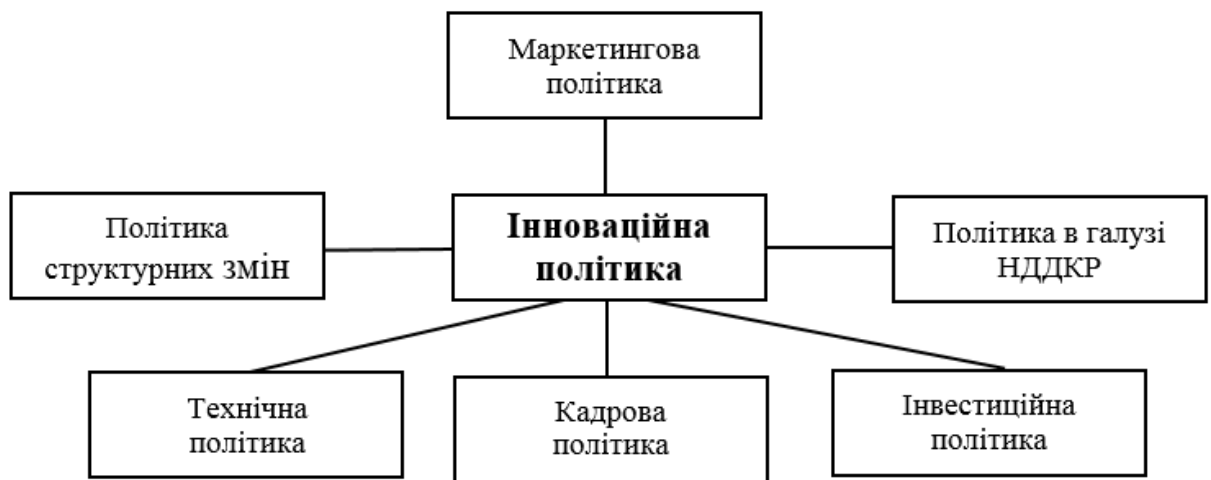 Маркетингова
політика
Політика
структурних змін
Інноваційна
політика
Політика в галузі
НДДКР
Технічна
політика
Кадрова
політика
Інвестиційна
політика